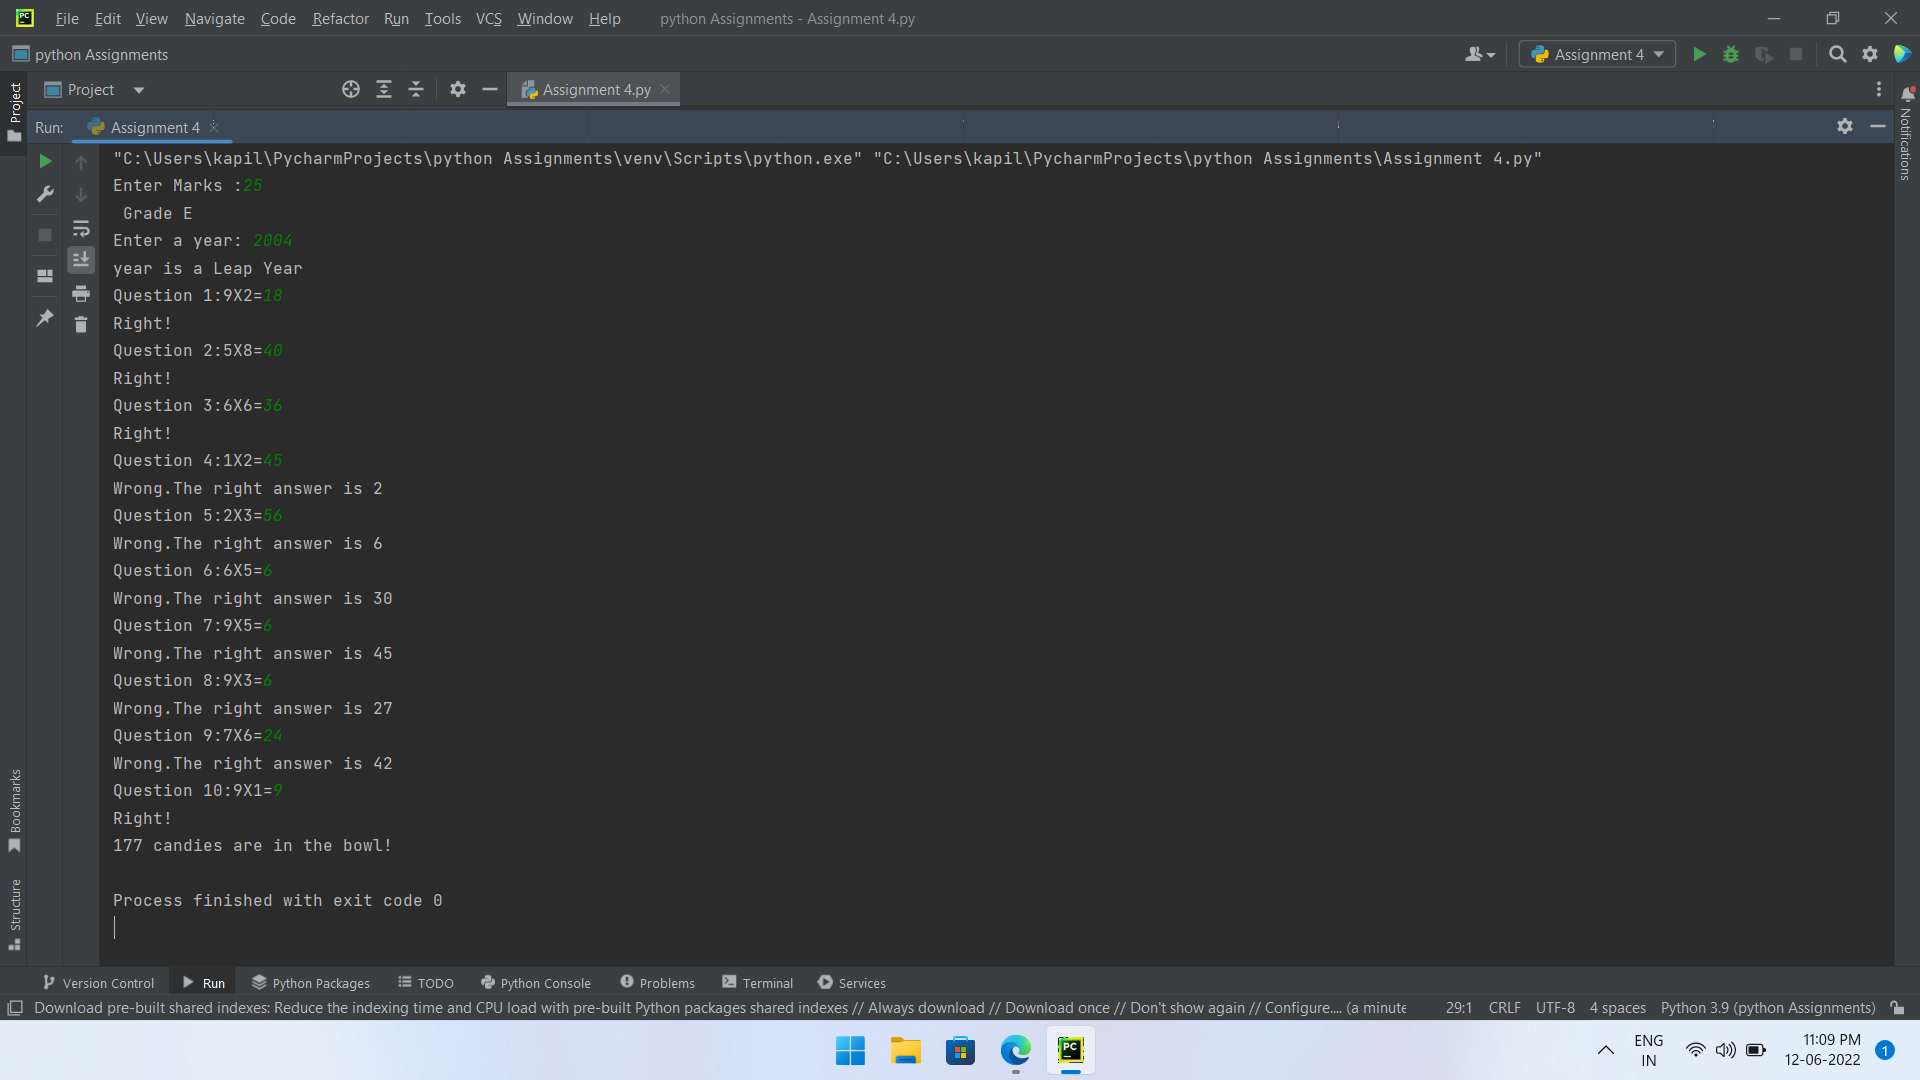 File Edit View Navigate Code Refactor Run Tools VCS Window Help python Assignments - Assignment 4.py
python Assignments Assignment 4
Project Assignment 4.py
Run: Assignment 4
"C:\Users\kapil\PycharmProjects\python Assignments\venv\Scripts\python.exe" "C:\Users\kapil\PycharmProjects\python Assignments\Assignment 4.py"
Enter Marks :25
Grade E
Enter a year: 2004
year is a Leap Year
Question 1:9X2=18
Right!
Question 2:5X8=40
Right!
Question 3:6X6=36
Right!
Question 4:1X2=45
Wrong.The right answer is 2
Question 5:2X3=56
Wrong.The right answer is 6
Question 6:6X5=6
Wrong.The right answer is 30
Question 7:9X5=6
Wrong.The right answer is 45
Question 8:9X3=6
Wrong.The right answer is 27
Question 9:7X6=24
Wrong.The right answer is 42
Question 10:9X1=9
Right!
177 candies are in the bowl!
Process finished with exit code 0
Project
Bookmarks
Structure
Notifications
Version Control Run Python Packages TODO Python Console Problems Terminal Services
Download pre-built shared indexes: Reduce the indexing time and CPU load with pre-built Python packages shared indexes // Always download // Download once // Don't show again // Configure.... (a minute 29:1 CRLF UTF-8 4 spaces Python 3.9 (python Assignments)
PC
ENG
IN
11:09 PM
12-06-2022
1